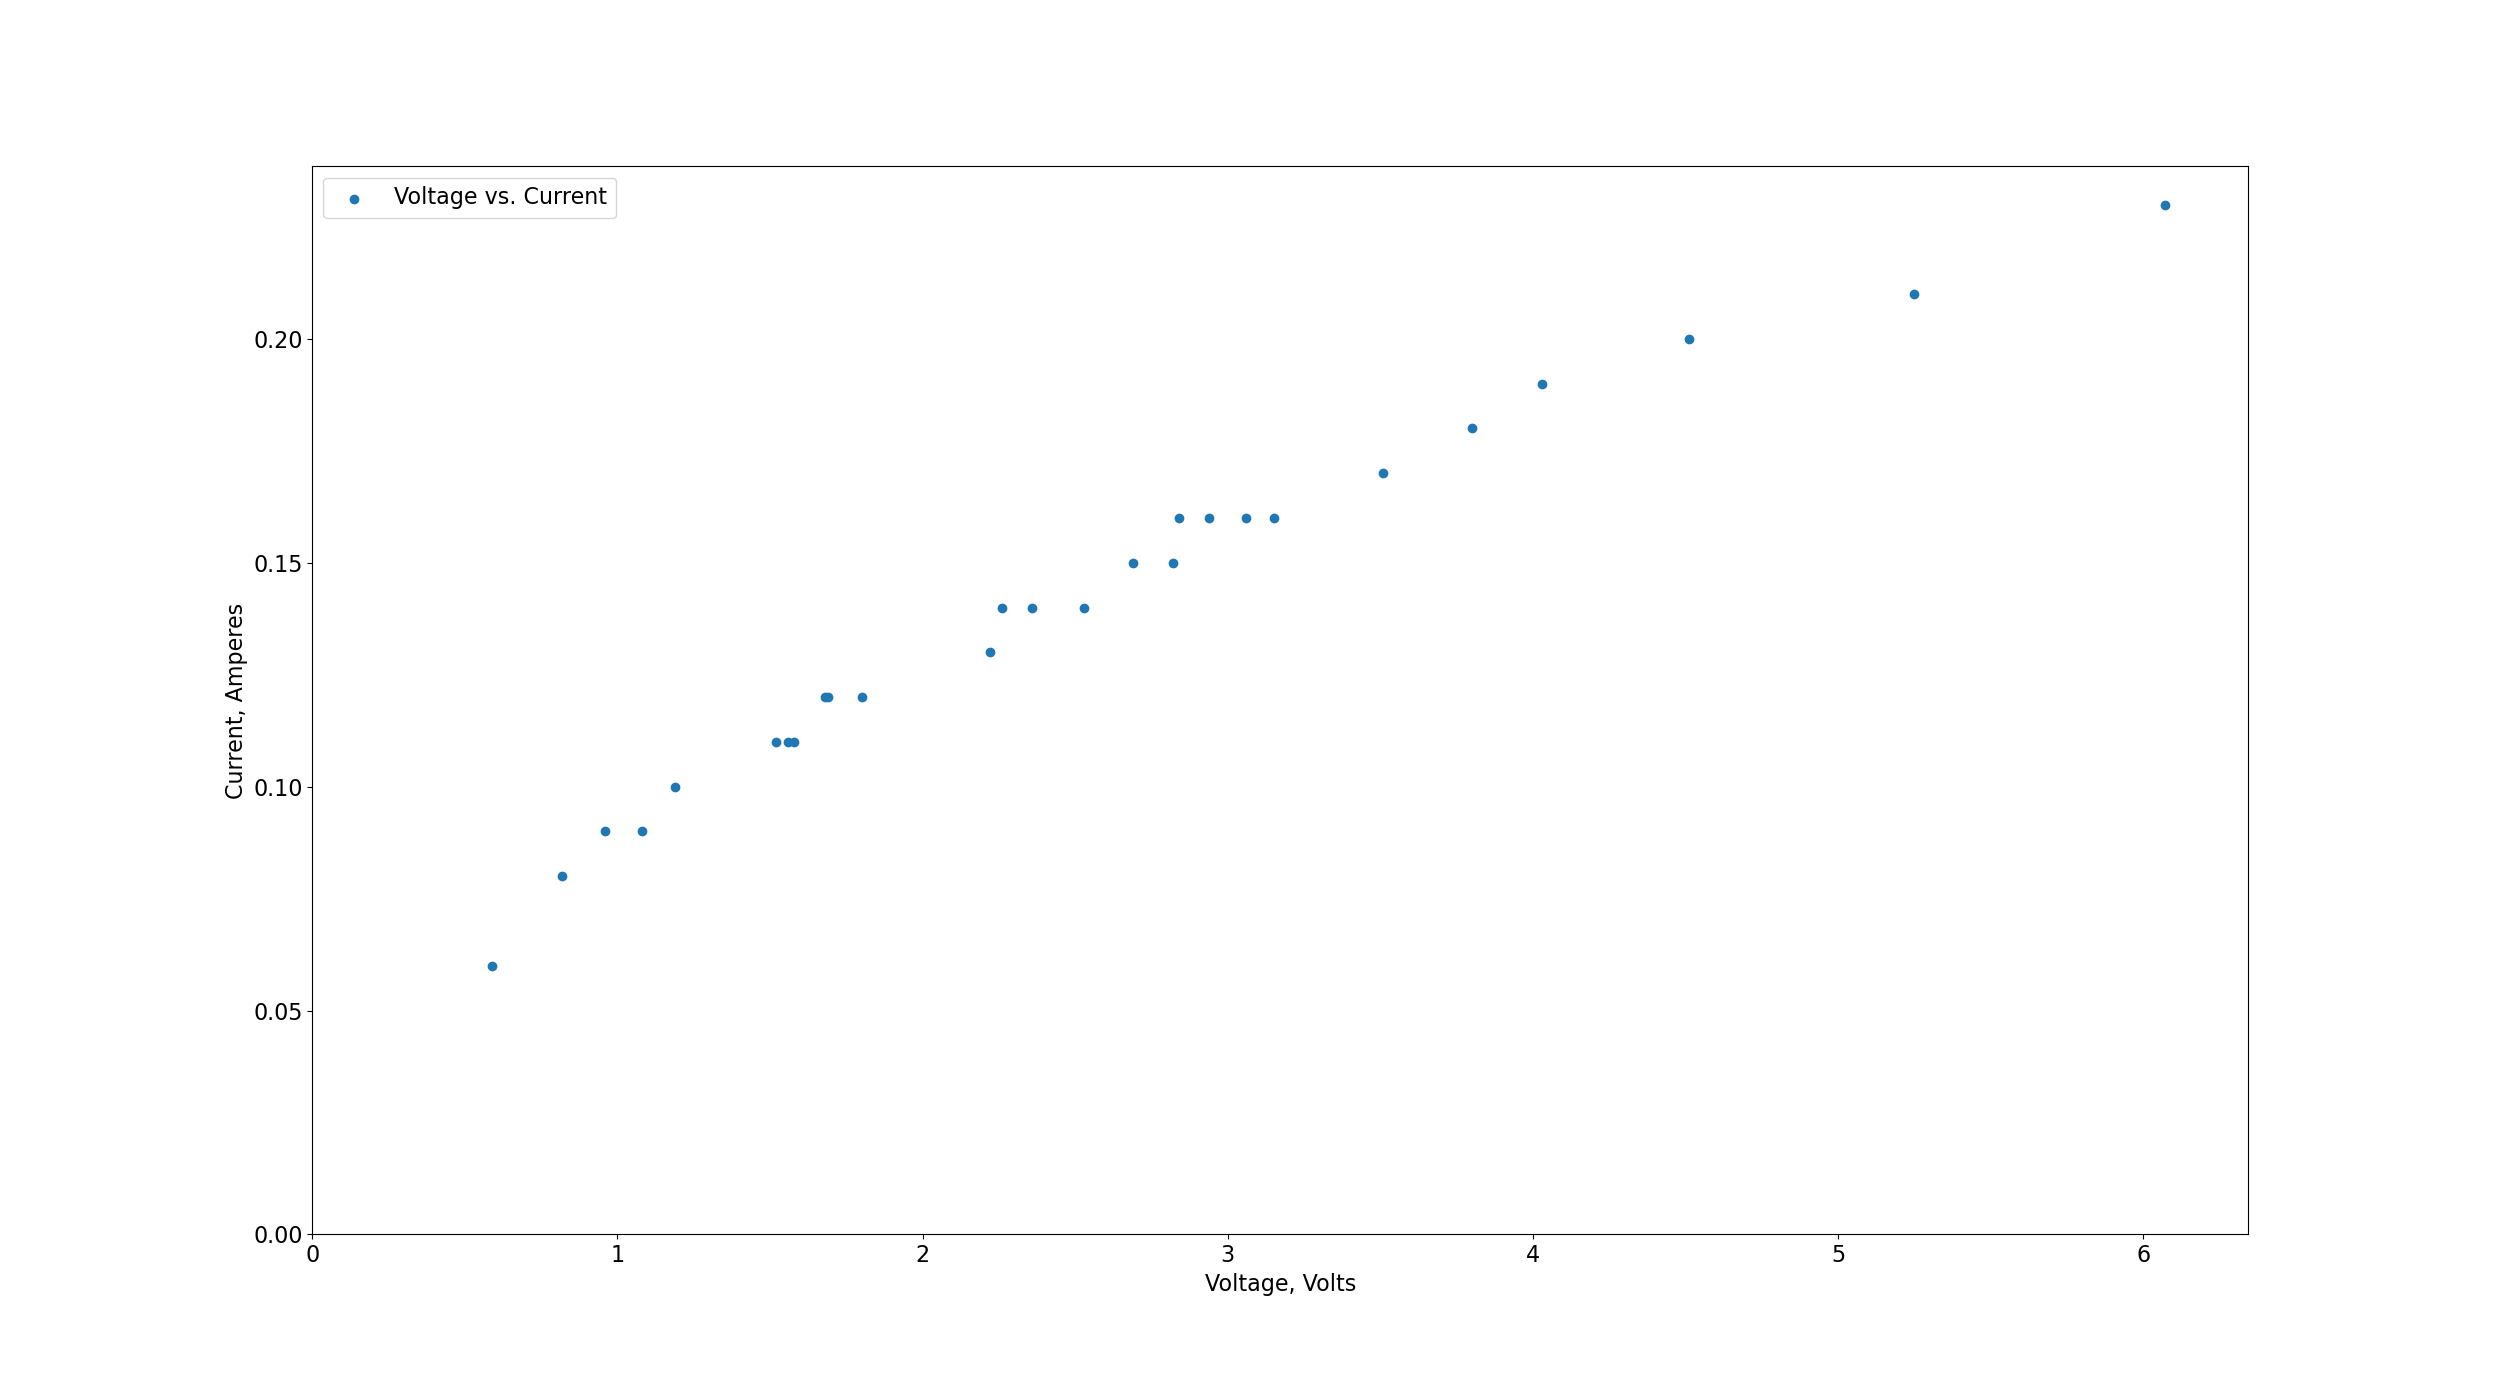 Voltage vs. Current
0.20
0.15
0.10
0.05
0.00
Current, Amperes
0 1 2 3 4 5 6
Voltage, Volts